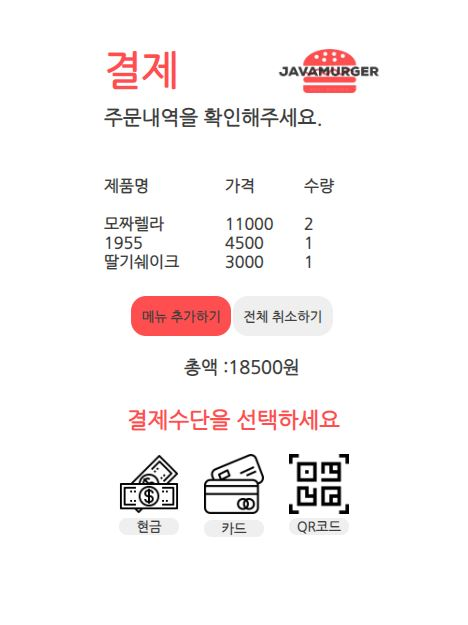 결제
JAVAMURGER
주문내역을 확인해주세요.
제품명 가격 수량
모짜렐라 11000 2
1955 4500 1
딸기쉐이크 3000 1
메뉴 추가하기 전체 취소하기
총액 :18500원
결제수단을 선택하세요
현금 카드 QR코드